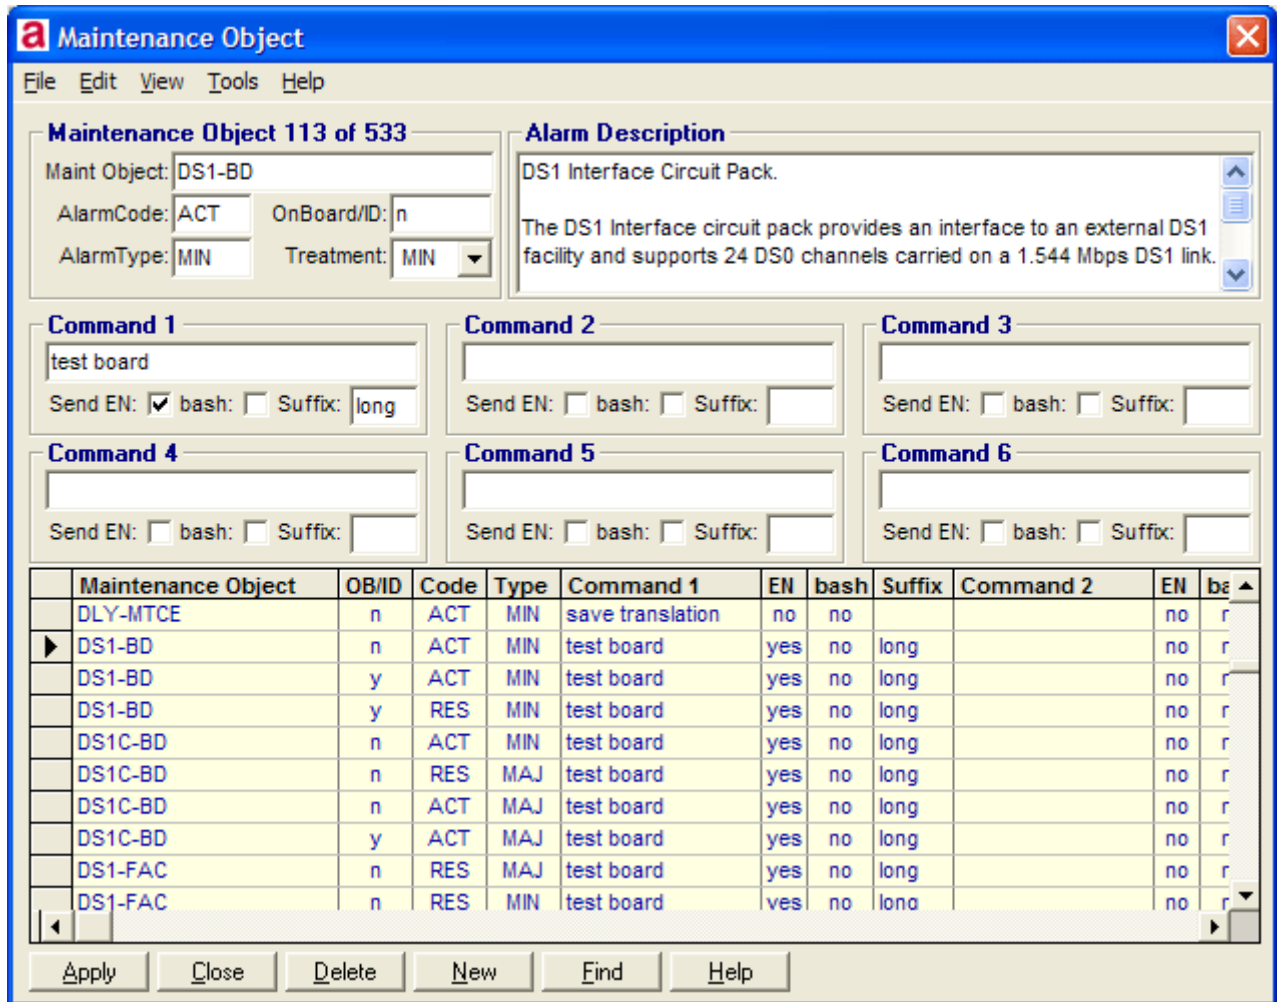 a Maintenance Object
File Edit View Tools Help
Maintenance Object 113 of 533
Maint Object: DS1-BD
AlarmCode: ACT OnBoard/ID: n
AlarmType: MIN Treatment: MIN
Alarm Description
DS1 Interface Circuit Pack.
The DS1 Interface circuit pack provides an interface to an external DS1
facility and supports 24 DS0 channels carried on a 1.544 Mbps DS1 link.
Command 1
test board
Send EN: bash: Suffix: long
Command 2
Send EN: bash: Suffix:
Command 3
Send EN: bash: Suffix:
Command 4
Send EN: bash: Suffix:
Command 5
Send EN: bash: Suffix:
Command 6
Send EN: bash: Suffix:
Maintenance Object OB/ID Code Type Command 1 EN bash Suffix Command 2 EN
DLY-MTCE n ACT MIN save translation no no no
DS1-BD n ACT MIN test board yes no long no
DS1-BD y ACT MIN test board yes no long no
DS1-BD y RES MIN test board yes no long no
DS1C-BD n ACT MIN test board yes no long no
DS1C-BD n RES MAJ test board yes no long no
DS1C-BD n ACT MAJ test board yes no long no
DS1C-BD y ACT MAJ test board yes no long no
DS1-FAC n RES MAJ test board yes no long no
DS1-FAC n RES MIN test board yes no long no
Apply Close Delete New Find Help